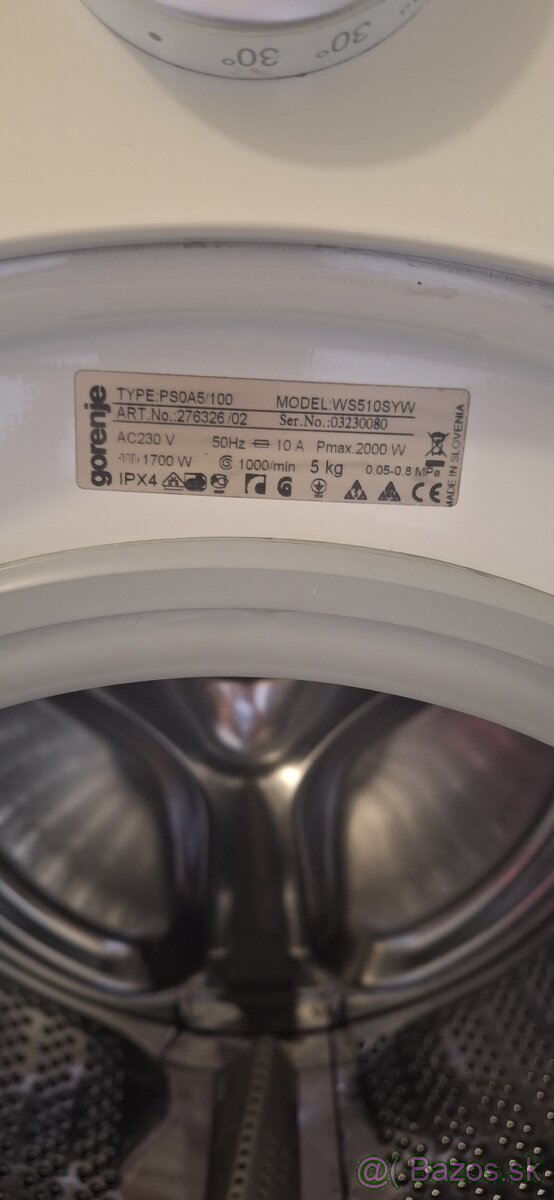 30° 30°
gorenje
TYPE:PS0A5/100 MODEL:WS510SYW
ART.No.:276326/02 Ser.No.:03230080
AC230 V 50Hz 10 A Pmax.2000 W
1700 W 1000/min 5 kg 0.05-0.8 MPa
IPX4 CE
MADE IN SLOVENIA
@( Bazos.sk